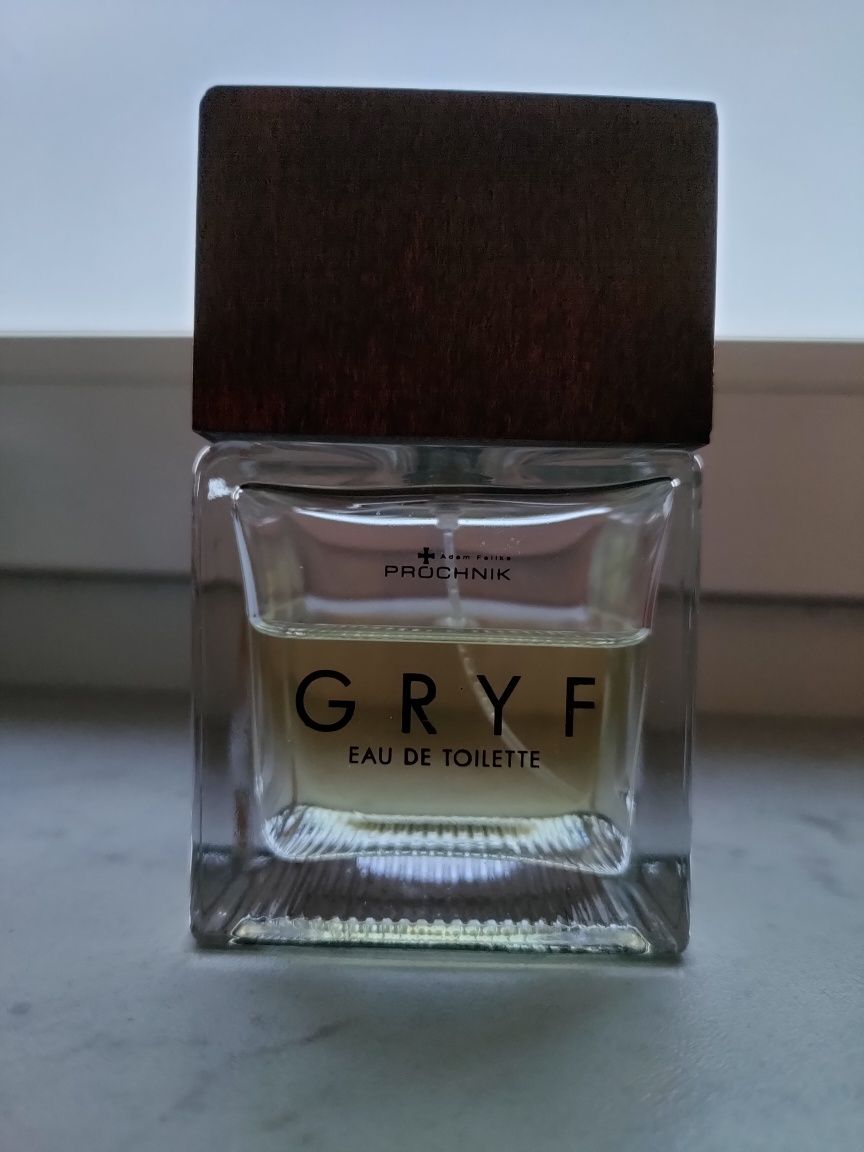 Adam Feliks
PRÓCHNIK
GRYF
EAU DE TOILETTE